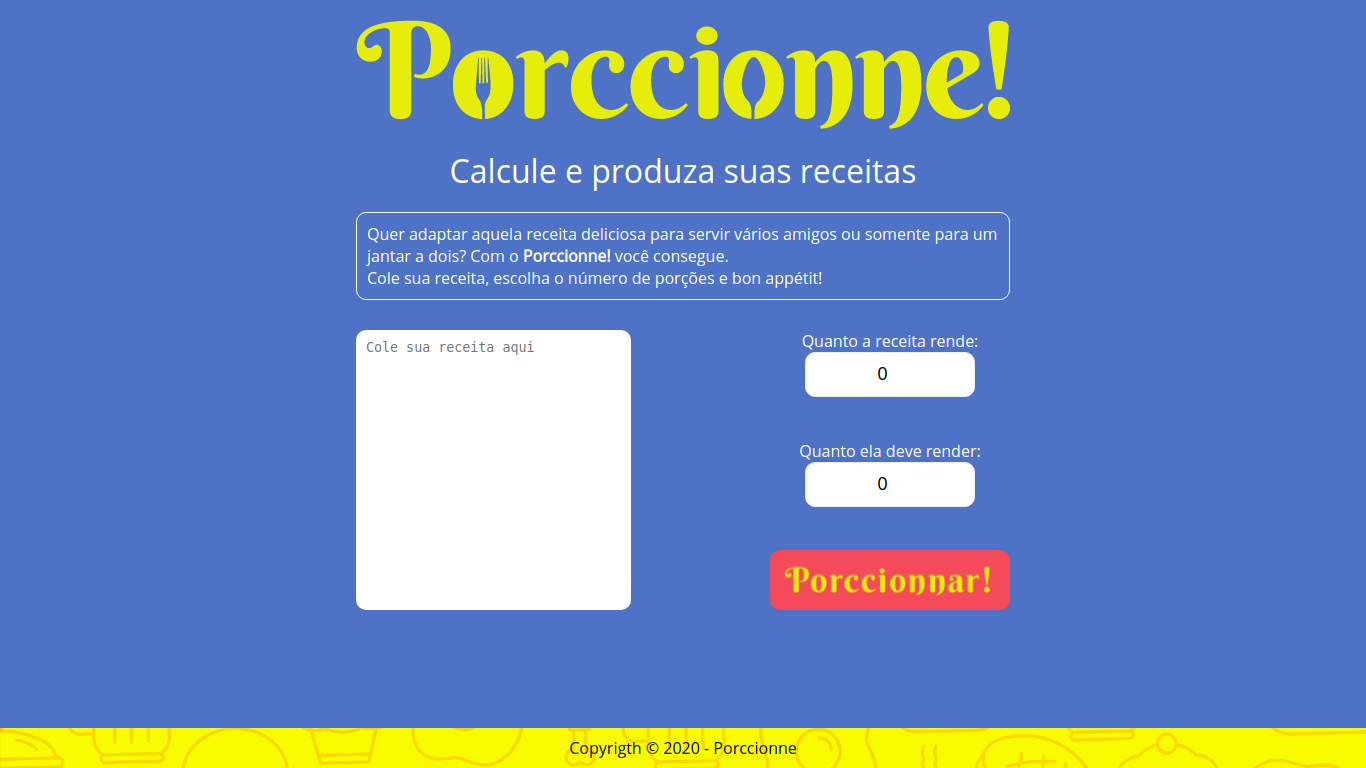 Porccionne!
Calcule e produza suas receitas
Quer adaptar aquela receita deliciosa para servir vários amigos ou somente para um
jantar a dois? Com o Porccionne! você consegue.
Cole sua receita, escolha o número de porções e bon appétit!
Cole sua receita aqui
Quanto a receita rende:
0
Quanto ela deve render:
0
Porccionnar!
Copyrigth © 2020 - Porccionne